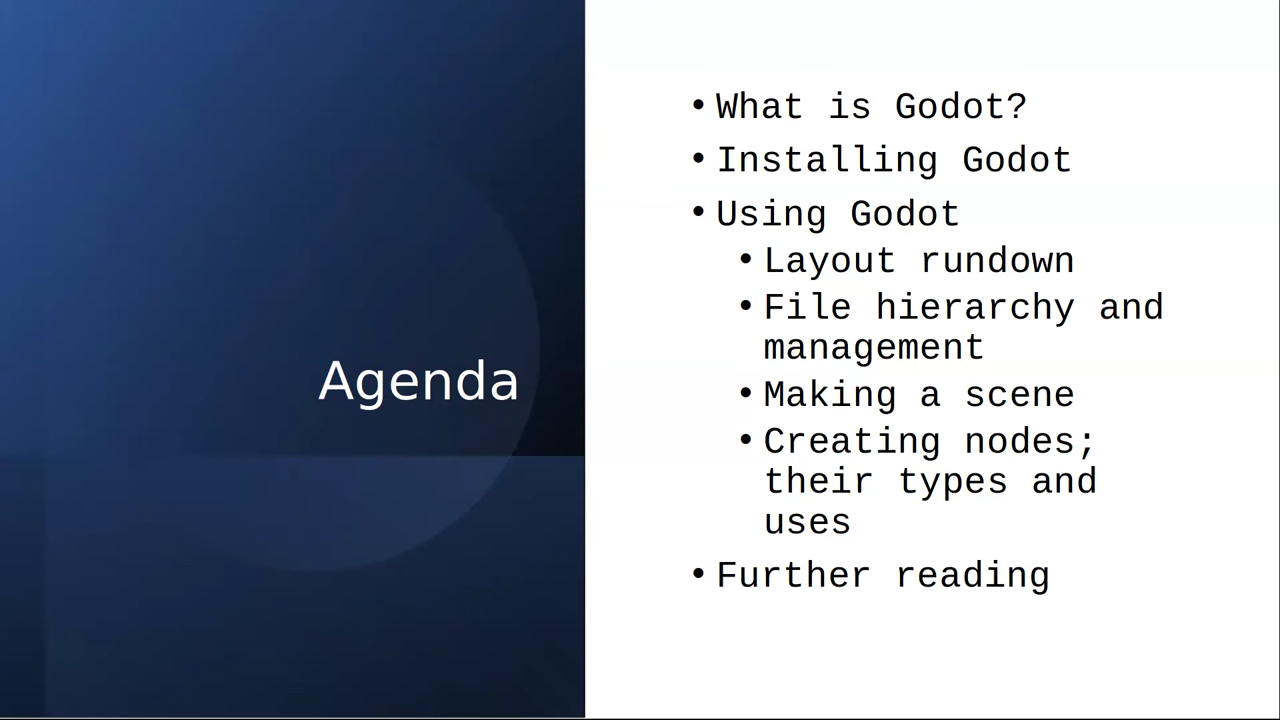 Agenda
• What is Godot?
• Installing Godot
• Using Godot
• Layout rundown
• File hierarchy and
management
• Making a scene
• Creating nodes;
their types and
uses
• Further reading